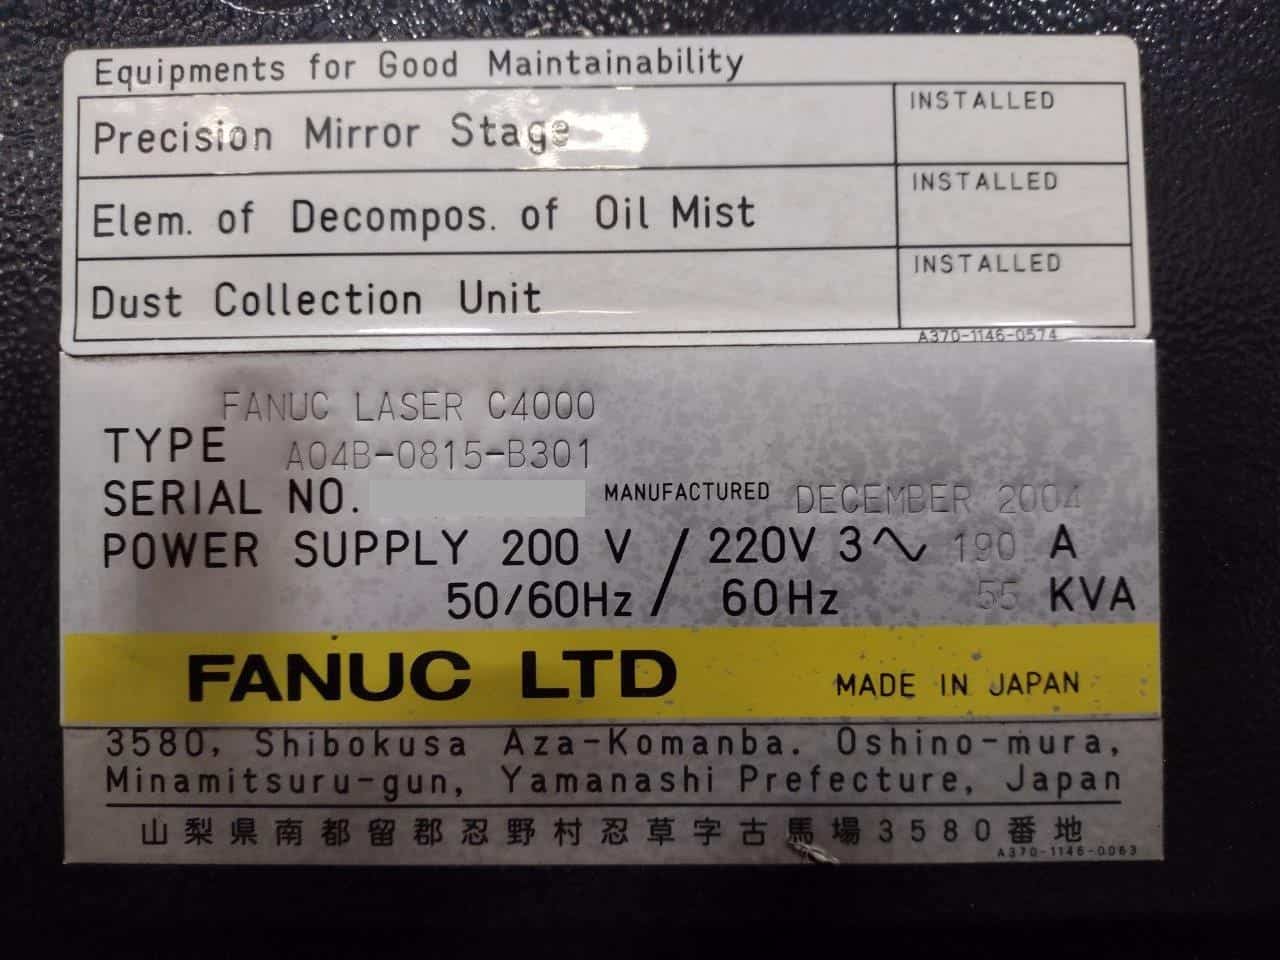 Equipments for Good Maintainability
Precision Mirror Stage INSTALLED
Elem. of Decompos. of Oil Mist INSTALLED
Dust Collection Unit INSTALLED
A370-1146-0574
FANUC LASER C4000
TYPE A04B-0815-B301
SERIAL NO. MANUFACTURED DECEMBER 2004
POWER SUPPLY 200 V / 220V 3∿ 190 A
50/60Hz 60Hz 55 KVA
FANUC LTD MADE IN JAPAN
3580, Shibokusa Aza-Komanba. Oshino-mura,
Minamitsuru-gun, Yamanashi Prefecture, Japan
山梨県南都留郡忍野村忍草字古馬場3580番地
A370-1146-0063